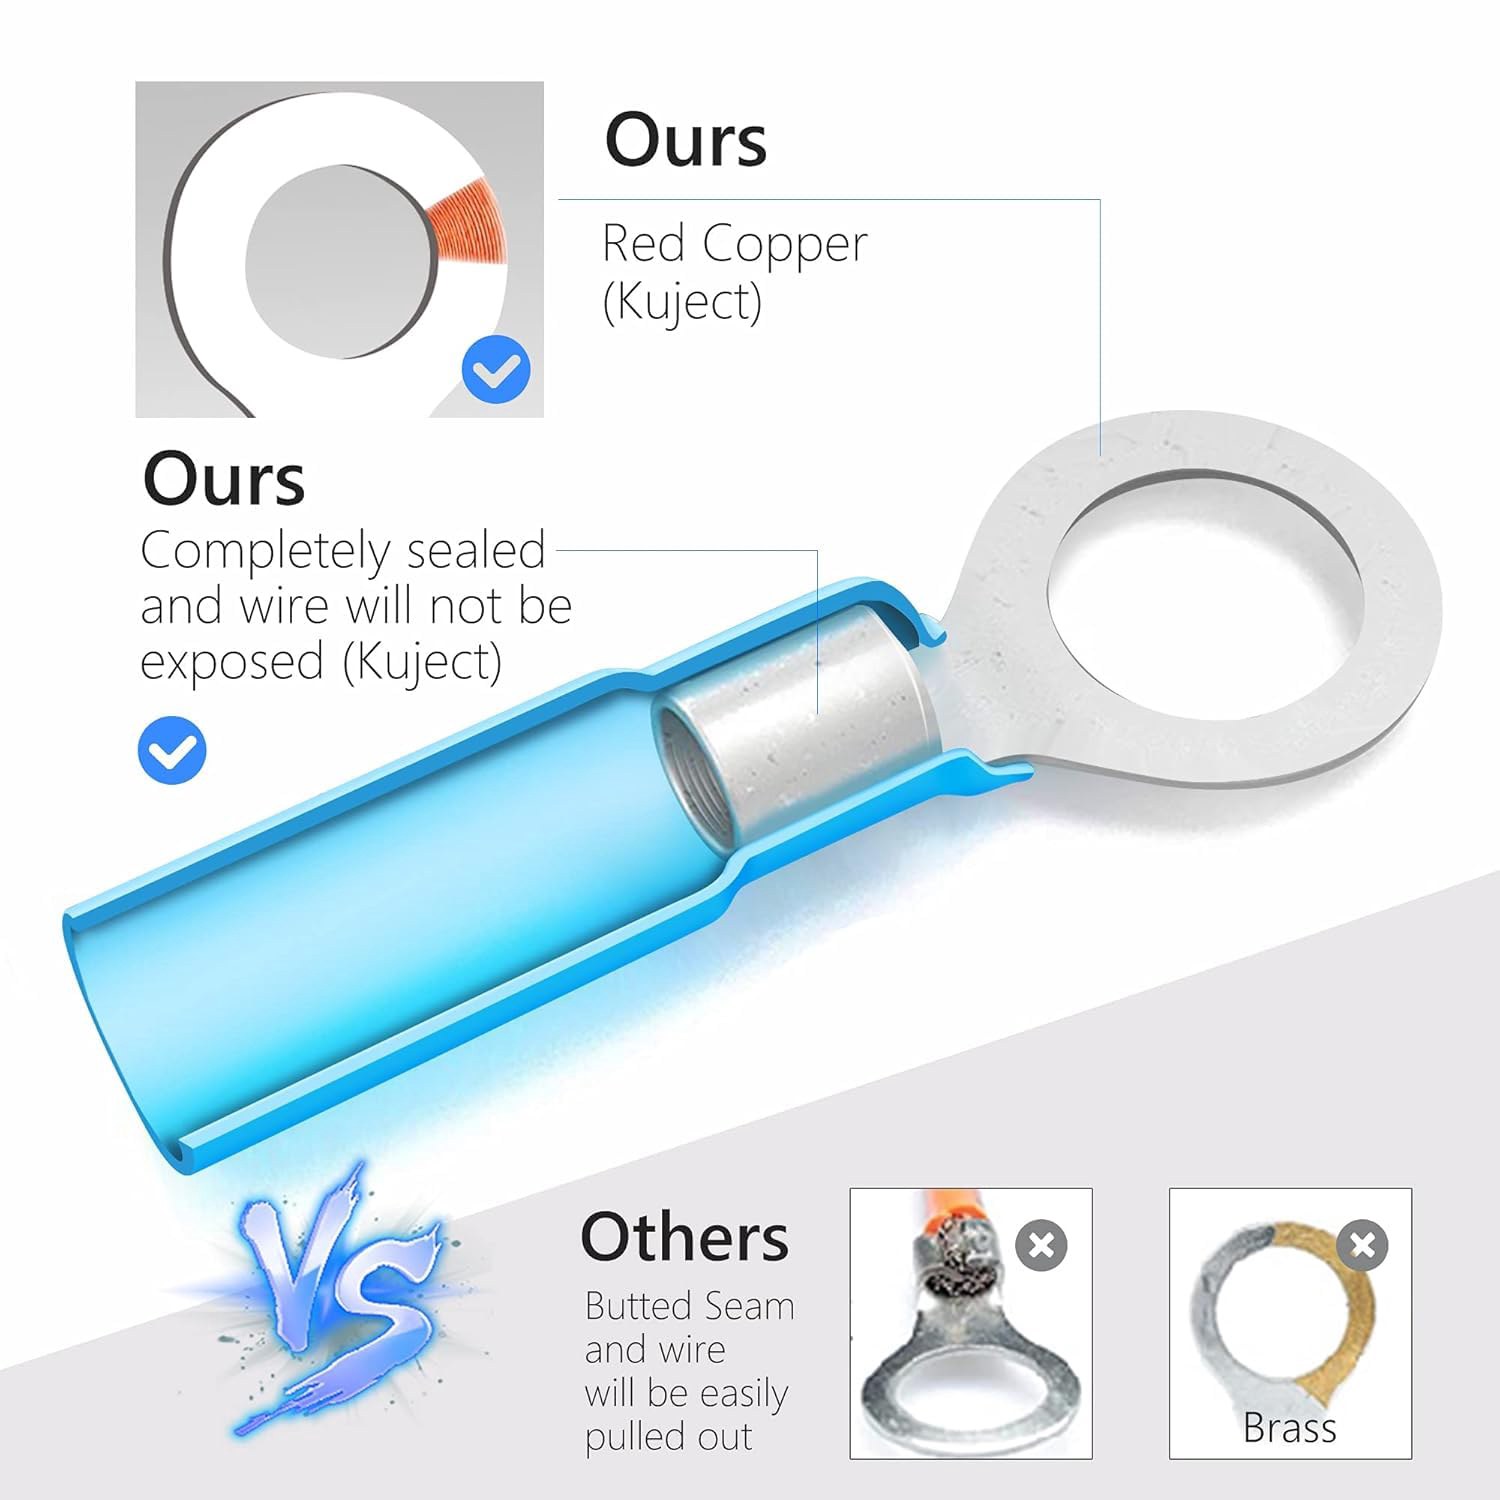 Ours
Red Copper
(Kuject)
Ours
Completely sealed
and wire will not be
exposed (Kuject)
VS
Others
Butted Seam
and wire
will be easily
pulled out
Brass